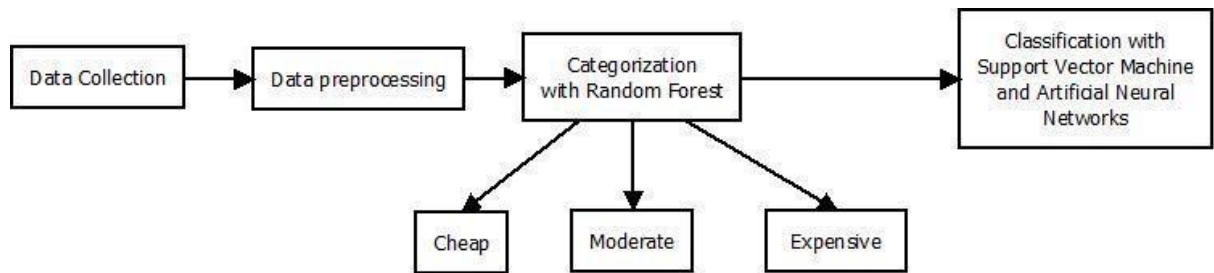 Data Collection
Data preprocessing
Categorization
with Random Forest
Classification with
Support Vector Machine
and Artificial Neural
Networks
Cheap
Moderate
Expensive